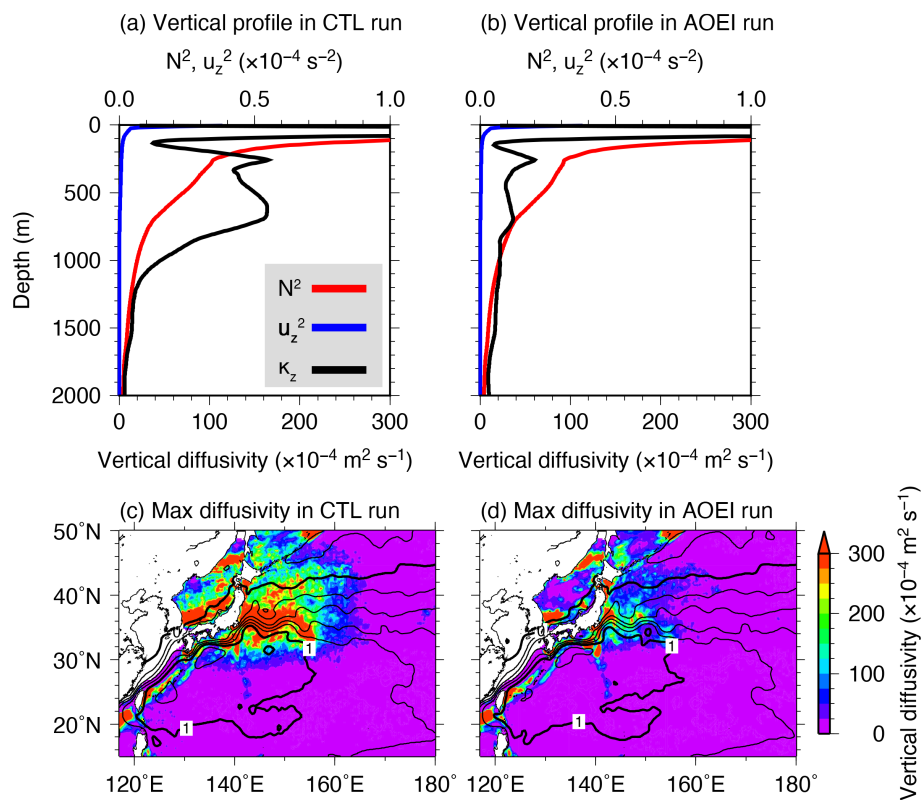 (a) Vertical profile in CTL run
(b) Vertical profile in AOEI run
N², u_z² (×10⁻⁴ s⁻²)
N², u_z² (×10⁻⁴ s⁻²)
0.0 0.5 1.0
0.0 0.5 1.0
0
500
1000
1500
2000
Depth (m)
N²
u_z²
κ_z
0 100 200 300
0 100 200 300
Vertical diffusivity (×10⁻⁴ m² s⁻¹)
Vertical diffusivity (×10⁻⁴ m² s⁻¹)
(c) Max diffusivity in CTL run
(d) Max diffusivity in AOEI run
50°N
40°N
30°N
20°N
1
1
1
1
120°E 140°E 160°E 180°
120°E 140°E 160°E 180°
300
200
100
0
Vertical diffusivity (×10⁻⁴ m² s⁻¹)